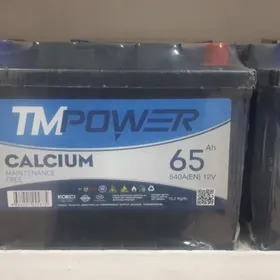 TMPOWER
CALCIUM
MAINTENANCE
FREE
65 Ah
540A(EN) 12V